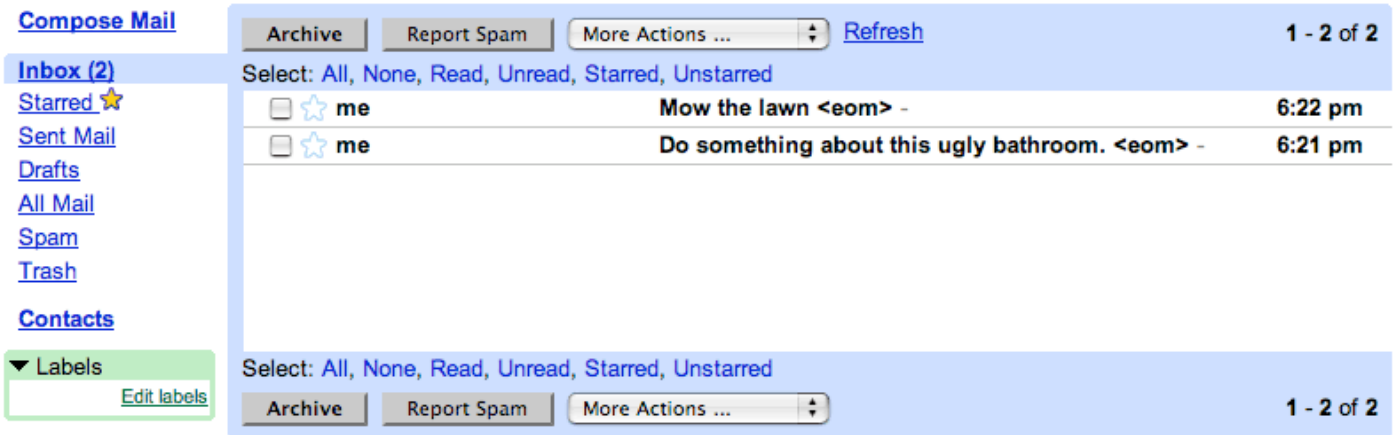 Compose Mail
Inbox (2)
Starred
Sent Mail
Drafts
All Mail
Spam
Trash
Contacts
Labels
Edit labels
Archive Report Spam More Actions ... Refresh 1 - 2 of 2
Select: All, None, Read, Unread, Starred, Unstarred
me Mow the lawn <eom> - 6:22 pm
me Do something about this ugly bathroom. <eom> - 6:21 pm
Select: All, None, Read, Unread, Starred, Unstarred
Archive Report Spam More Actions ... 1 - 2 of 2